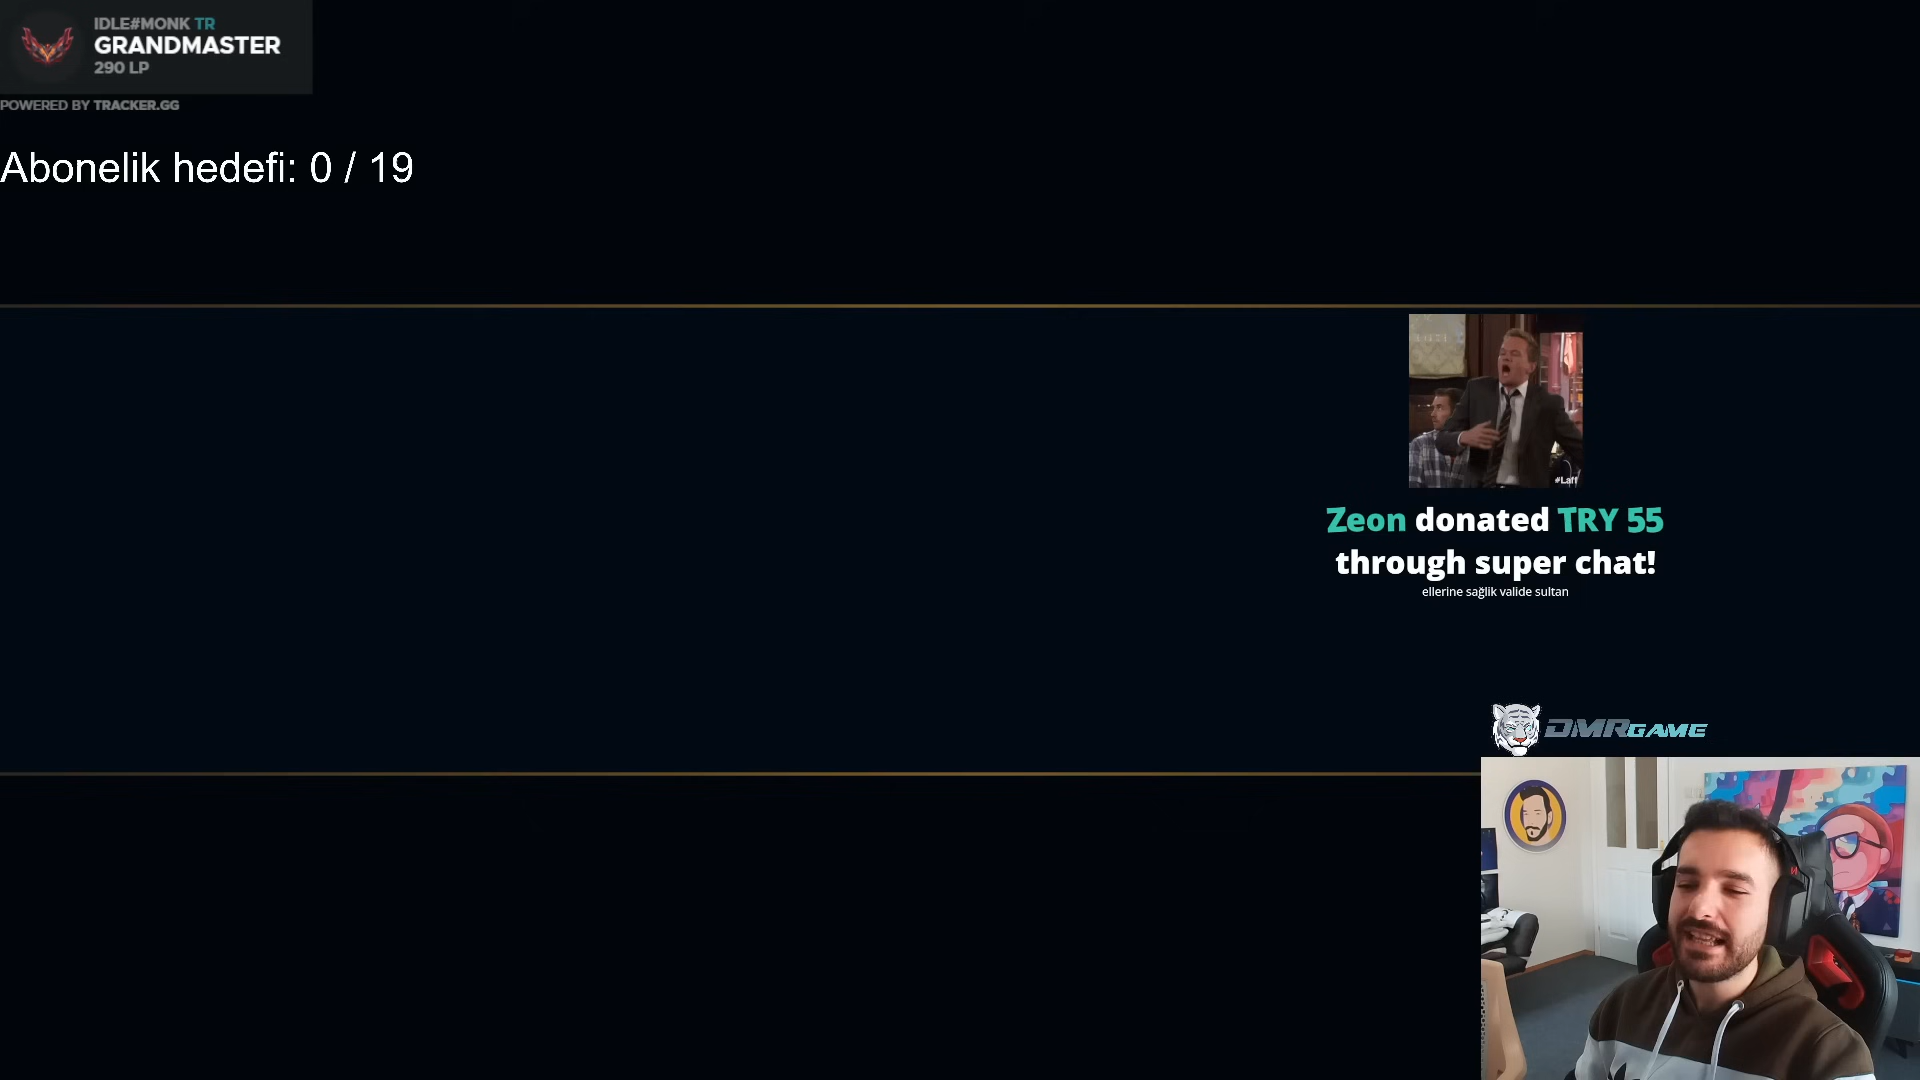 IDLE#MONK TR
GRANDMASTER
290 LP
POWERED BY TRACKER.GG
Abonelik hedefi: 0 / 19
#Laff
Zeon donated TRY 55
through super chat!
ellerine sağlik valide sultan
DMRGAME